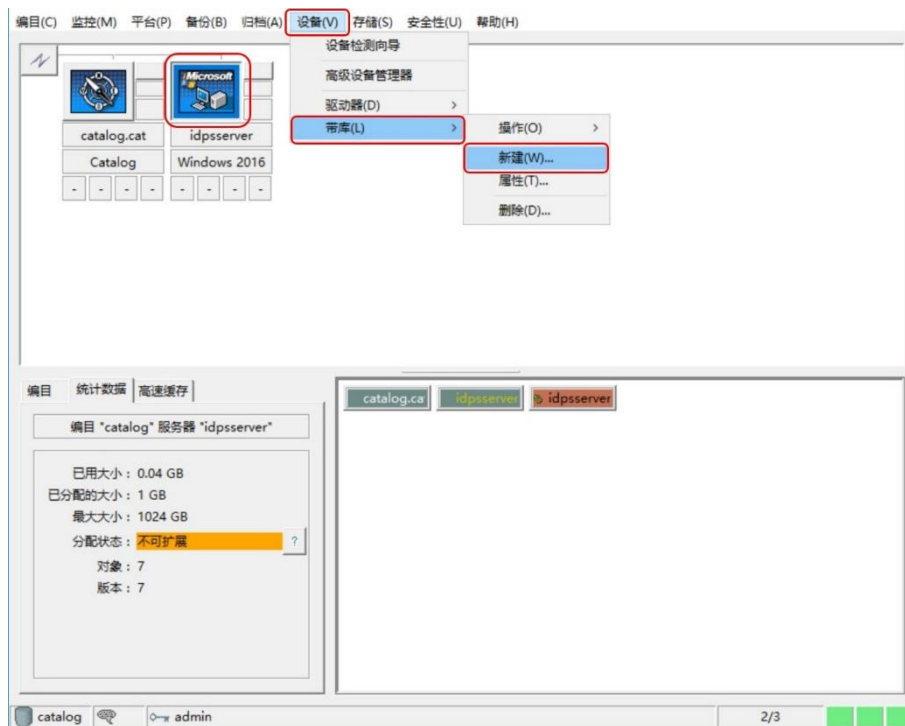 编目(C) 监控(M) 平台(P) 备份(B) 归档(A) 设备(V) 存储(S) 安全性(U) 帮助(H)
设备检测向导
高级设备管理器
驱动器(D) >
带库(L) >
操作(O) >
新建(W)...
属性(T)...
删除(D)...
Microsoft
catalog.cat idpsserver
Catalog Windows 2016
- - - - - - - -
编目 统计数据 高速缓存
catalog.ca idpsserver idpsserver
编目 "catalog" 服务器 "idpsserver"
已用大小： 0.04 GB
已分配的大小： 1 GB
最大大小： 1024 GB
分配状态： 不可扩展 ?
对象： 7
版本： 7
catalog admin 2/3